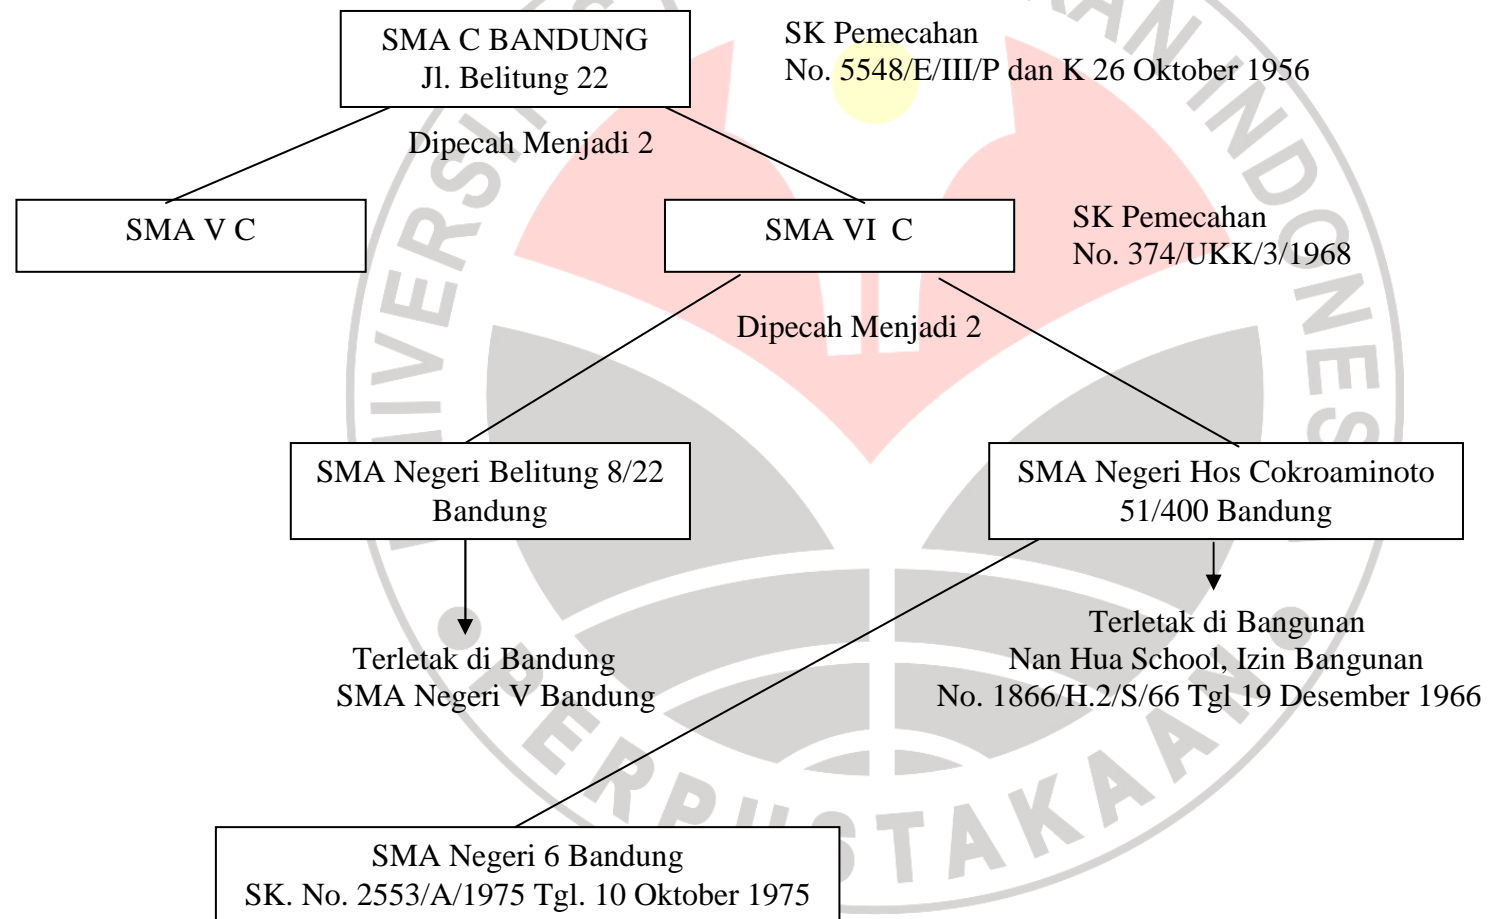 SMA C BANDUNG
Jl. Belitung 22
SK Pemecahan
No. 5548/E/III/P dan K 26 Oktober 1956
Dipecah Menjadi 2
SMA V C
SMA VI C
SK Pemecahan
No. 374/UKK/3/1968
Dipecah Menjadi 2
SMA Negeri Belitung 8/22
Bandung
SMA Negeri Hos Cokroaminoto
51/400 Bandung
Terletak di Bandung
SMA Negeri V Bandung
Terletak di Bangunan
Nan Hua School, Izin Bangunan
No. 1866/H.2/S/66 Tgl 19 Desember 1966
SMA Negeri 6 Bandung
SK. No. 2553/A/1975 Tgl. 10 Oktober 1975
PERPUSTAKAAN